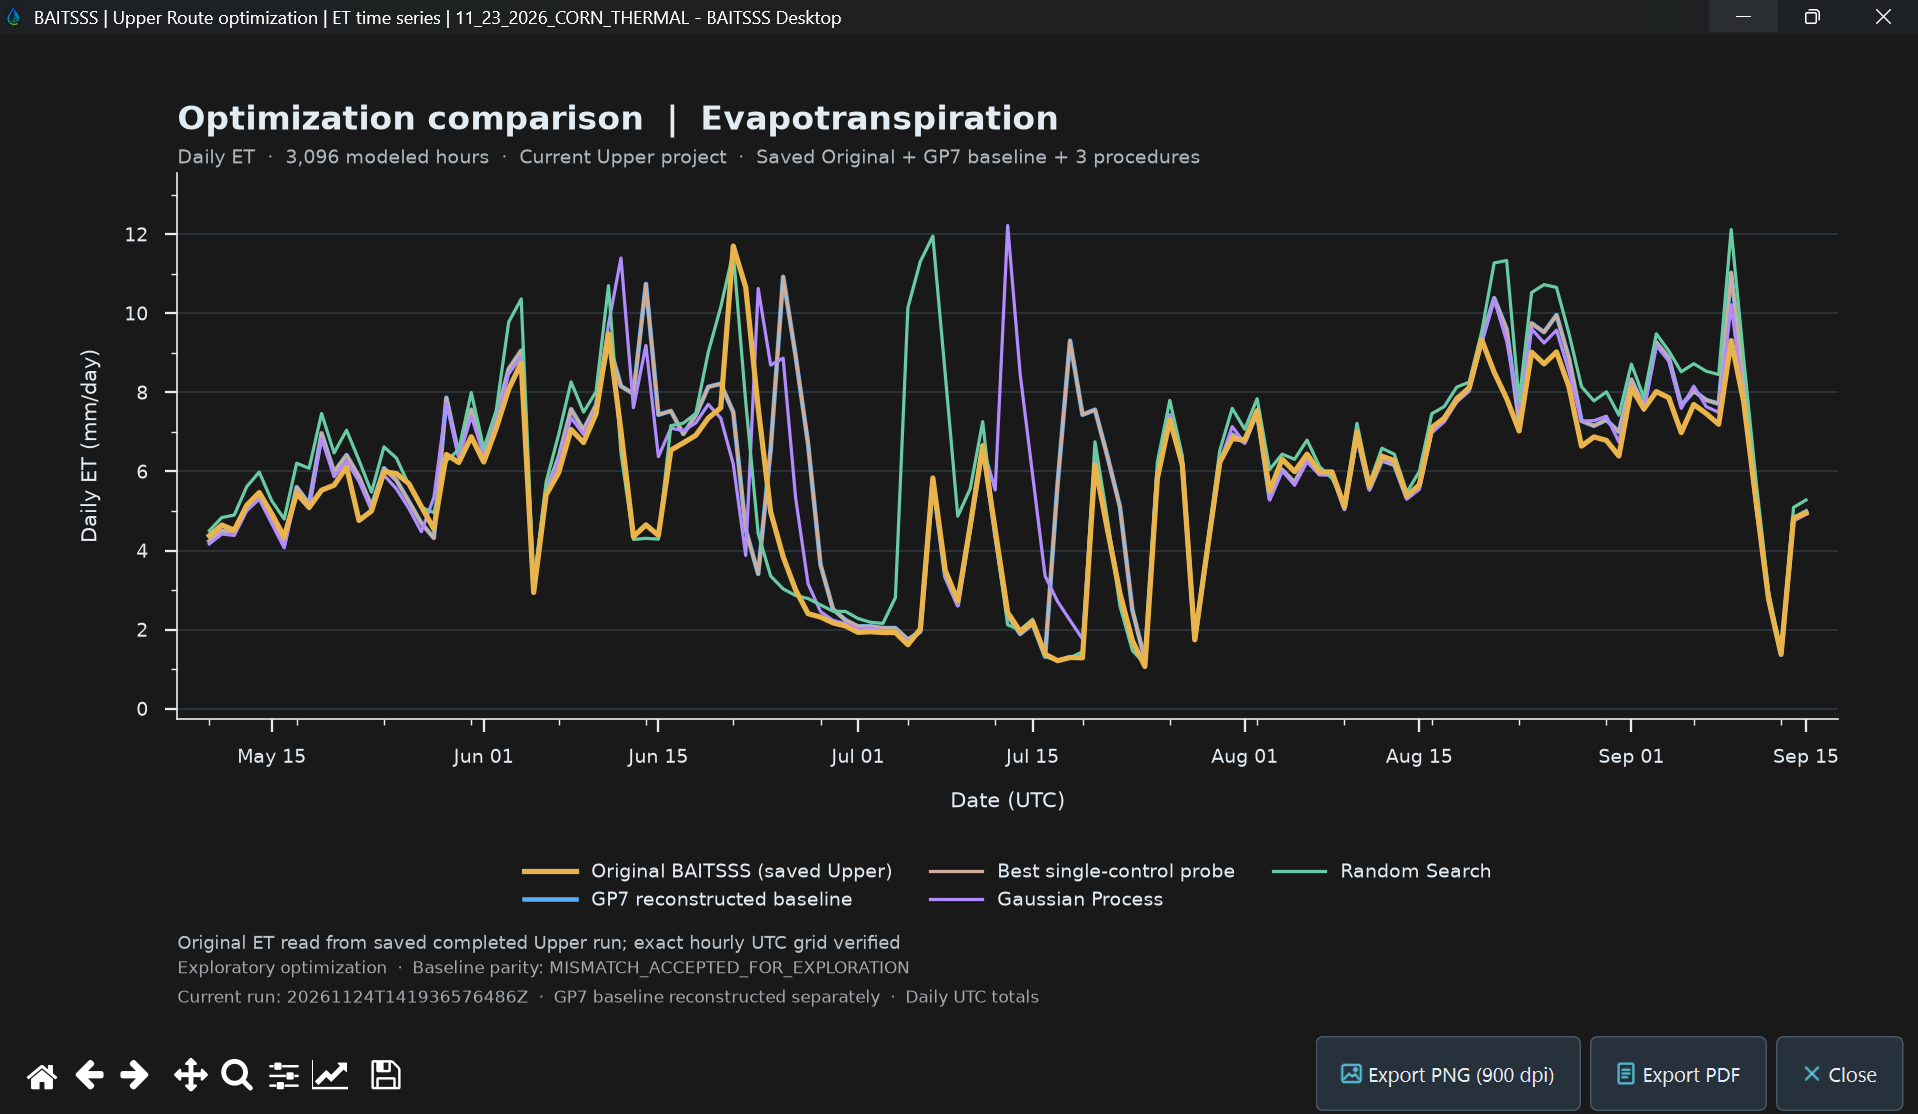 BAITSSS | Upper Route optimization | ET time series | 11_23_2026_CORN_THERMAL - BAITSSS Desktop
Optimization comparison | Evapotranspiration
Daily ET · 3,096 modeled hours · Current Upper project · Saved Original + GP7 baseline + 3 procedures
Daily ET (mm/day)
12
10
8
6
4
2
0
May 15 Jun 01 Jun 15 Jul 01 Jul 15 Aug 01 Aug 15 Sep 01 Sep 15
Date (UTC)
Original BAITSSS (saved Upper) Best single-control probe Random Search
GP7 reconstructed baseline Gaussian Process
Original ET read from saved completed Upper run; exact hourly UTC grid verified
Exploratory optimization · Baseline parity: MISMATCH_ACCEPTED_FOR_EXPLORATION
Current run: 20261124T141936576486Z · GP7 baseline reconstructed separately · Daily UTC totals
Export PNG (900 dpi) Export PDF Close